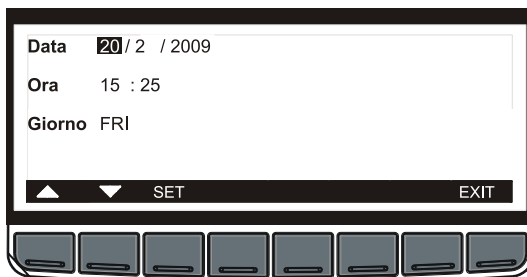 Data 20 / 2 / 2009
Ora 15 : 25
Giorno FRI
SET EXIT